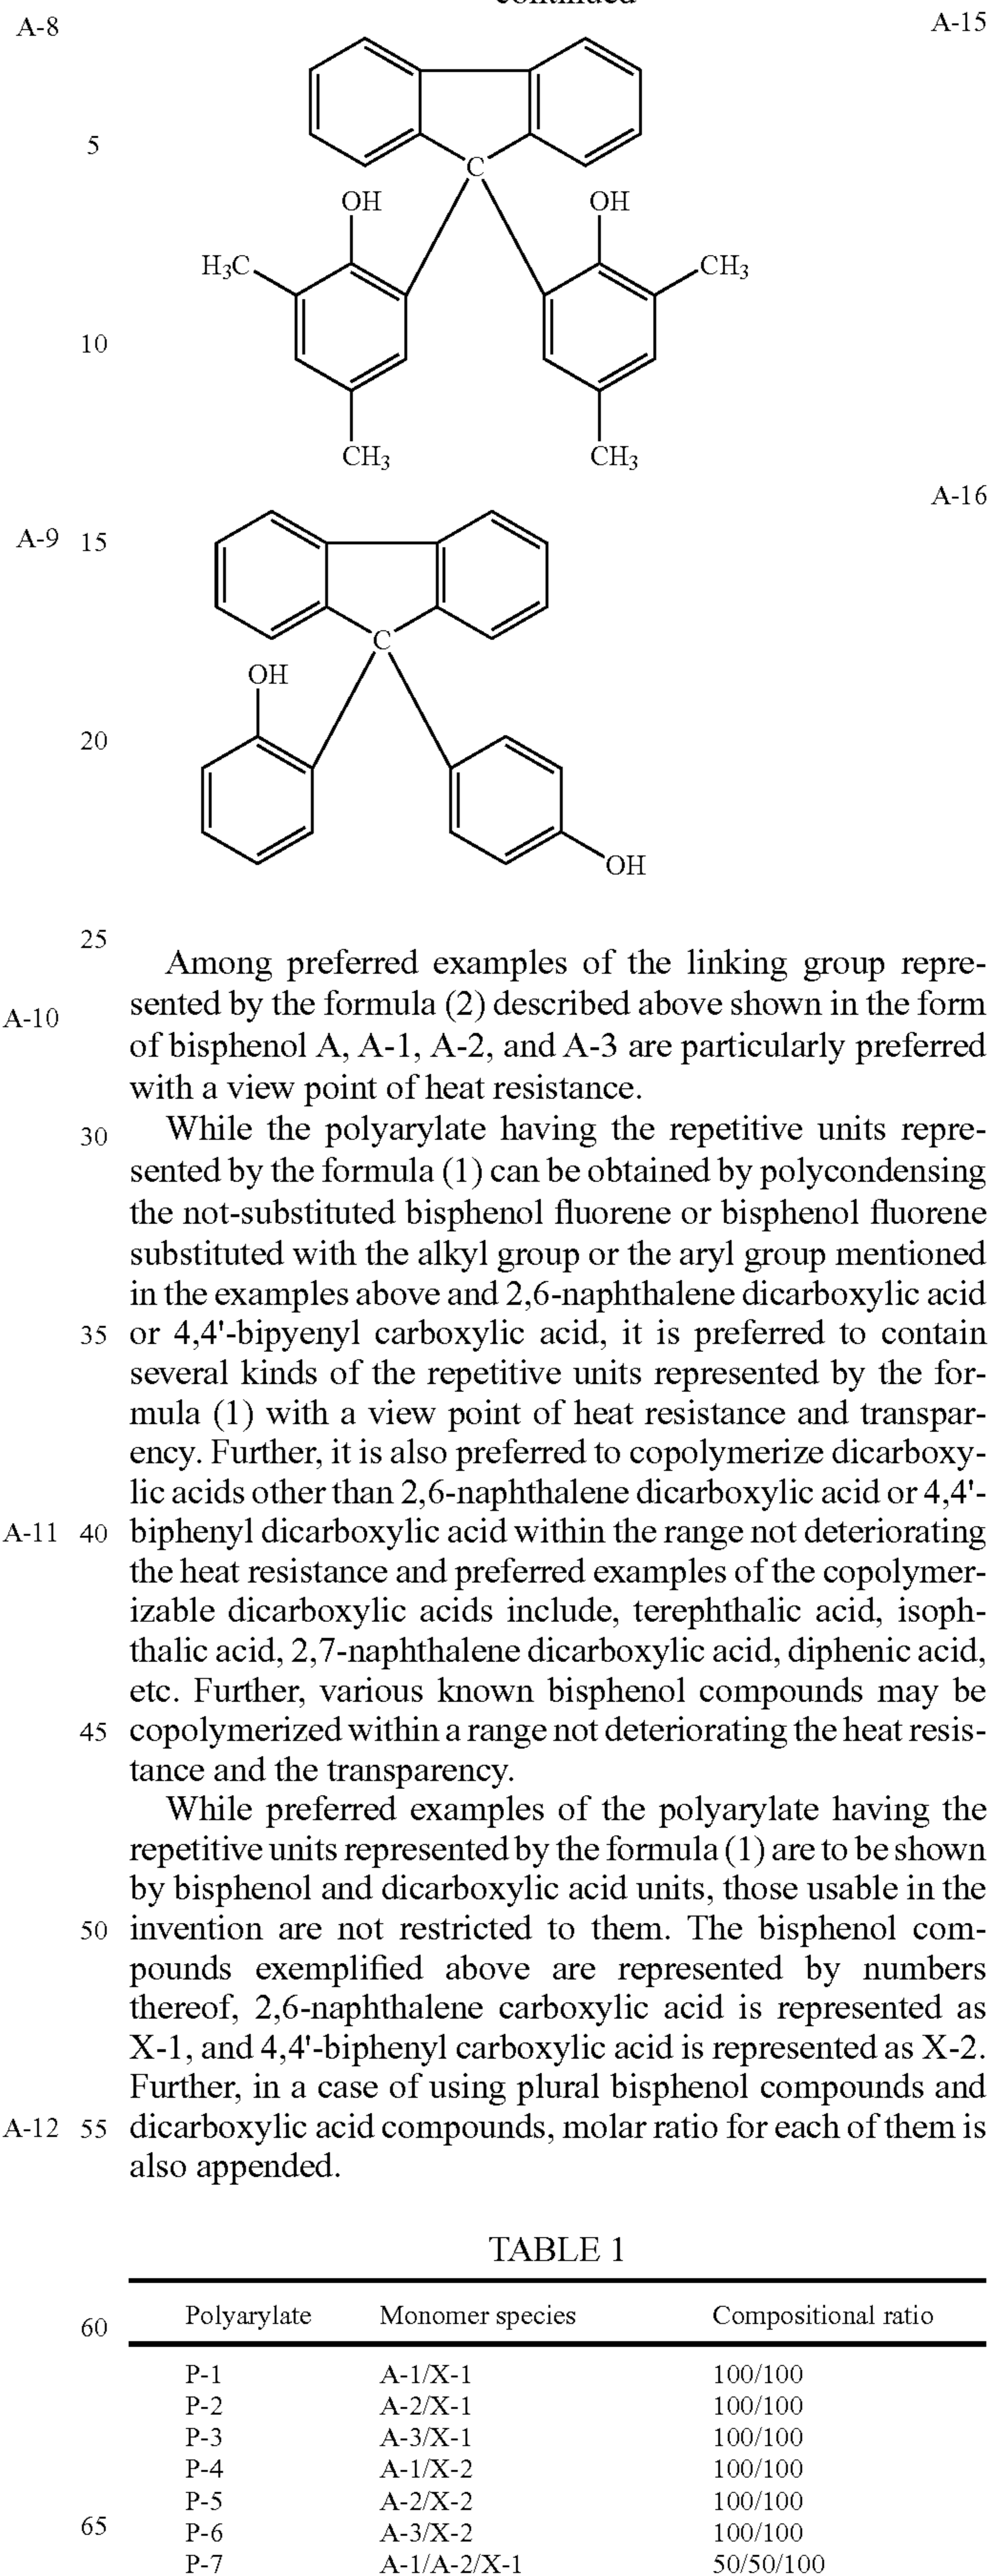 continued
A-8
A-15
5
C
OH
OH
H3C
CH3
10
CH3
CH3
A-16
A-9 15
C
OH
20
OH
25
Among preferred examples of the linking group repre-
sented by the formula (2) described above shown in the form
A-10
of bisphenol A, A-1, A-2, and A-3 are particularly preferred
with a view point of heat resistance.
30 While the polyarylate having the repetitive units repre-
sented by the formula (1) can be obtained by polycondensing
the not-substituted bisphenol fluorene or bisphenol fluorene
substituted with the alkyl group or the aryl group mentioned
in the examples above and 2,6-naphthalene dicarboxylic acid
35 or 4,4'-bipyenyl carboxylic acid, it is preferred to contain
several kinds of the repetitive units represented by the for-
mula (1) with a view point of heat resistance and transpar-
ency. Further, it is also preferred to copolymerize dicarboxy-
lic acids other than 2,6-naphthalene dicarboxylic acid or 4,4'-
A-11 40 biphenyl dicarboxylic acid within the range not deteriorating
the heat resistance and preferred examples of the copolymer-
izable dicarboxylic acids include, terephthalic acid, isoph-
thalic acid, 2,7-naphthalene dicarboxylic acid, diphenic acid,
etc. Further, various known bisphenol compounds may be
45 copolymerized within a range not deteriorating the heat resis-
tance and the transparency.
While preferred examples of the polyarylate having the
repetitive units represented by the formula (1) are to be shown
by bisphenol and dicarboxylic acid units, those usable in the
50 invention are not restricted to them. The bisphenol com-
pounds exemplified above are represented by numbers
thereof, 2,6-naphthalene carboxylic acid is represented as
X-1, and 4,4'-biphenyl carboxylic acid is represented as X-2.
Further, in a case of using plural bisphenol compounds and
A-12 55 dicarboxylic acid compounds, molar ratio for each of them is
also appended.
TABLE 1
60 Polyarylate Monomer species Compositional ratio
P-1 A-1/X-1 100/100
P-2 A-2/X-1 100/100
P-3 A-3/X-1 100/100
P-4 A-1/X-2 100/100
P-5 A-2/X-2 100/100
65 P-6 A-3/X-2 100/100
P-7 A-1/A-2/X-1 50/50/100